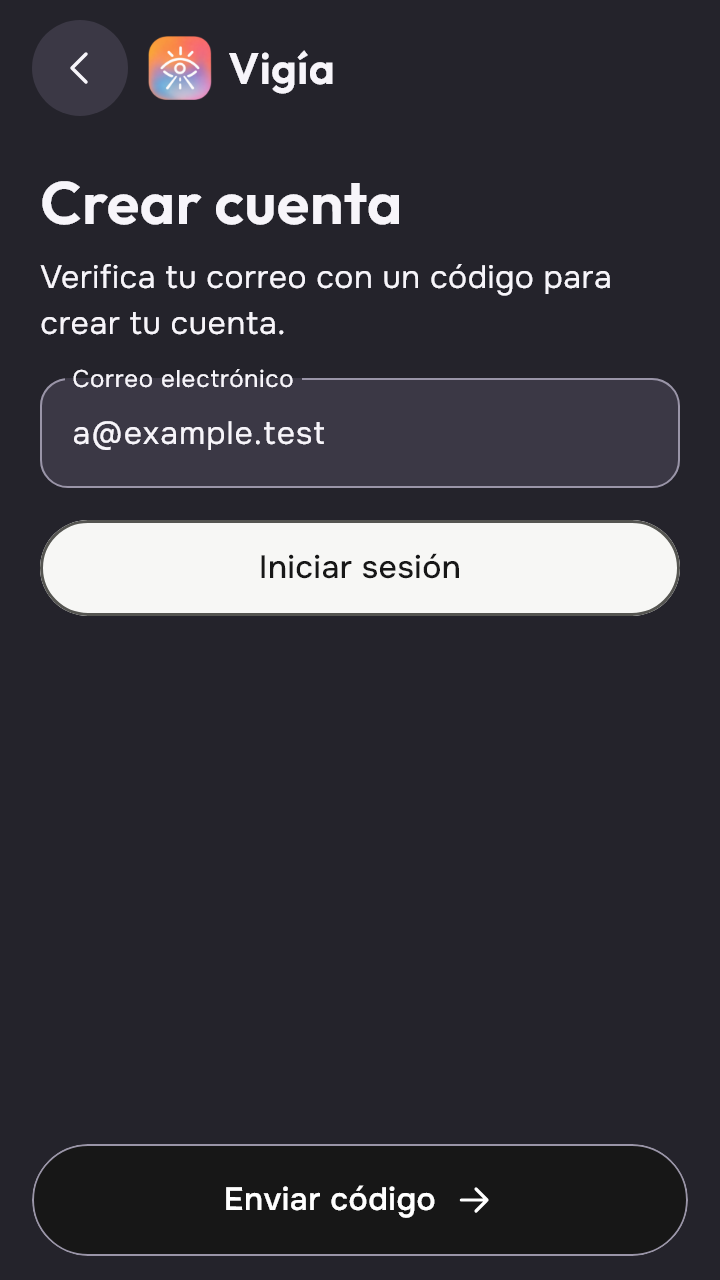 Vigía
Crear cuenta
Verifica tu correo con un código para
crear tu cuenta.
Correo electrónico
a@example.test
Iniciar sesión
Enviar código